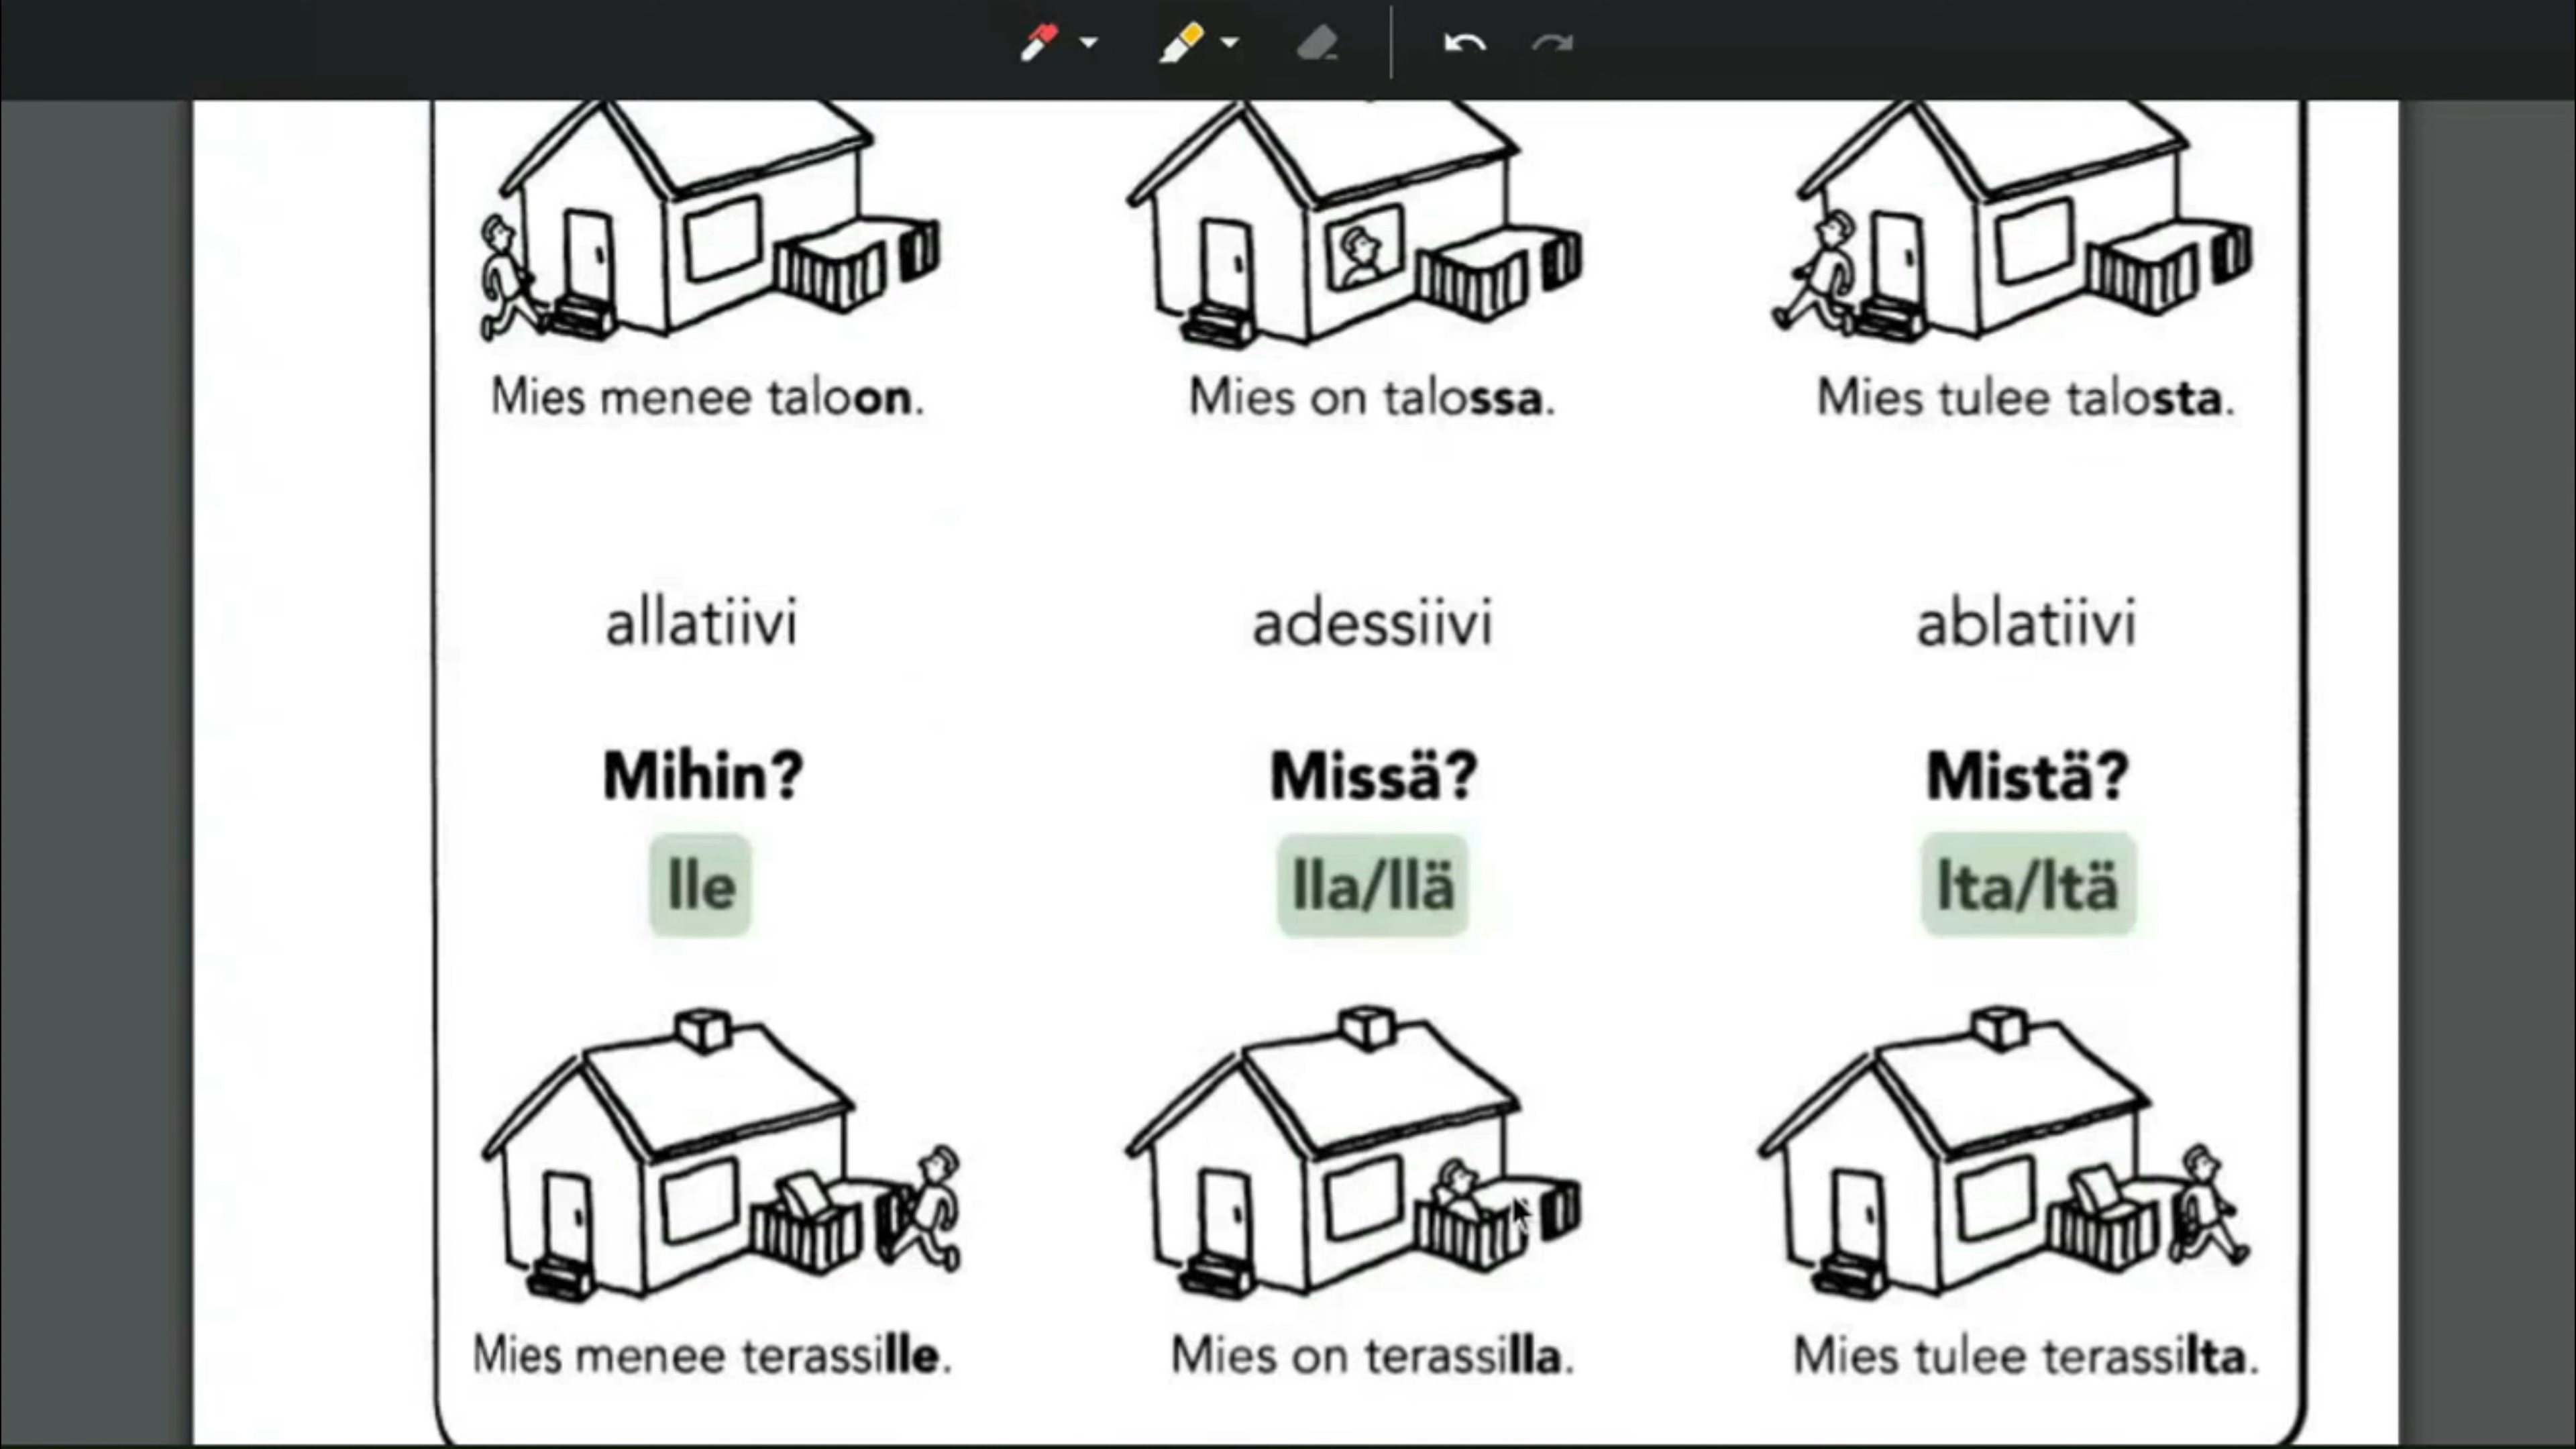 Mies menee taloon. Mies on talossa. Mies tulee talosta.
allatiivi adessiivi ablatiivi
Mihin? Missä? Mistä?
lle lla/llä lta/ltä
Mies menee terassille. Mies on terassilla. Mies tulee terassilta.